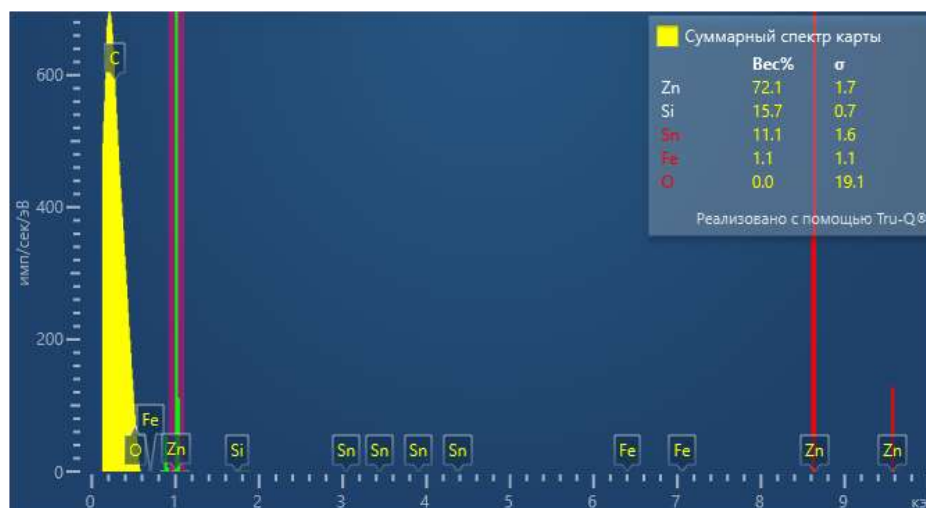 Суммарный спектр карты
Вес% σ
Zn 72.1 1.7
Si 15.7 0.7
Sn 11.1 1.6
Fe 1.1 1.1
O 0.0 19.1
Реализовано с помощью Tru-Q®
имп/сек/эВ
600
400
200
0
C
O
Fe
Zn
Si
Sn
Sn
Sn
Sn
Fe
Fe
Zn
Zn
0 1 2 3 4 5 6 7 8 9 кэ